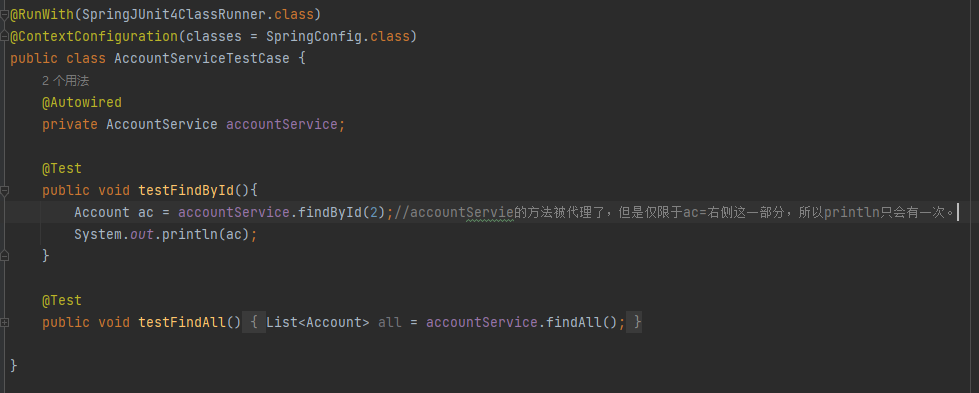 @RunWith(SpringJUnit4ClassRunner.class)
@ContextConfiguration(classes = SpringConfig.class)
public class AccountServiceTestCase {
2 个用法
@Autowired
private AccountService accountService;
@Test
public void testFindById(){
Account ac = accountService.findById(2);//accountServie的方法被代理了，但是仅限于ac=右侧这一部分，所以println只会有一次。
System.out.println(ac);
}
@Test
public void testFindAll() { List<Account> all = accountService.findAll(); }
}